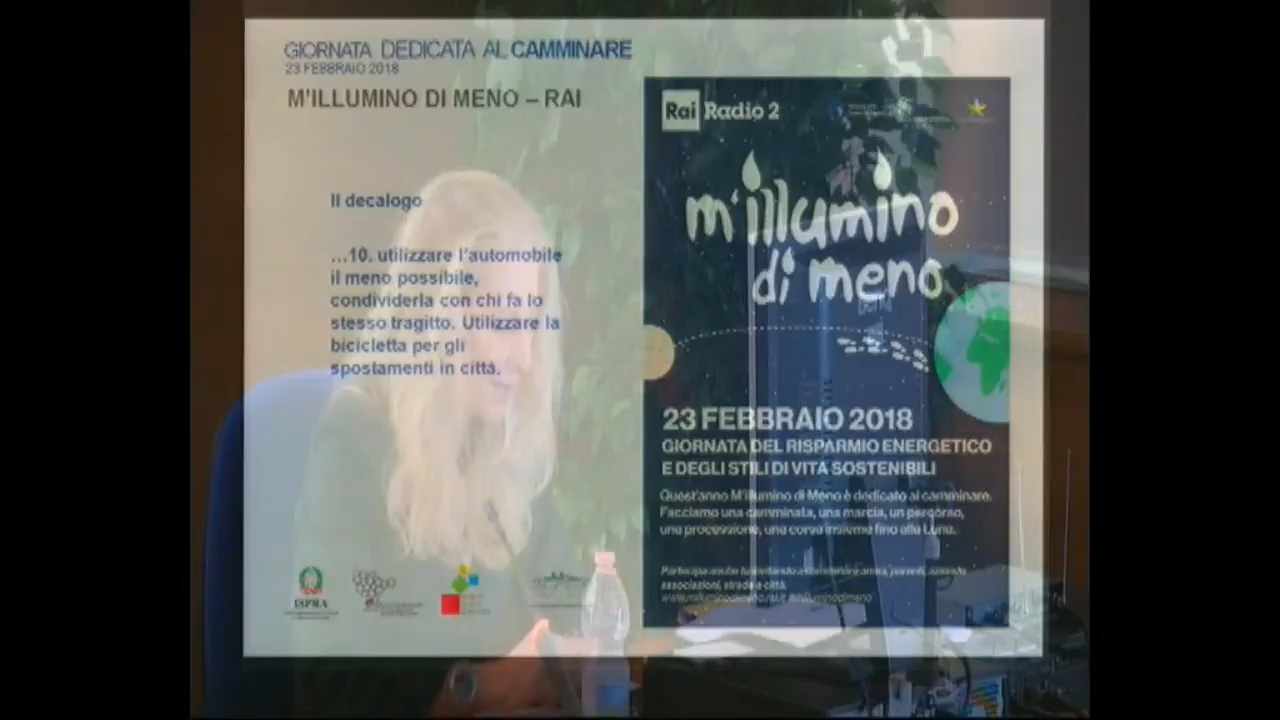 GIORNATA DEDICATA AL CAMMINARE
23 FEBBRAIO 2018
M'ILLUMINO DI MENO – RAI
Il decalogo
...10. utilizzare l'automobile
il meno possibile,
condividerla con chi fa lo
stesso tragitto. Utilizzare la
bicicletta per gli
spostamenti in città.
ISPRA
Rai Radio 2
m'illumino
di meno
23 FEBBRAIO 2018
GIORNATA DEL RISPARMIO ENERGETICO
E DEGLI STILI DI VITA SOSTENIBILI
Quest'anno M'illumino di Meno è dedicato al camminare.
Facciamo una camminata, una marcia, un percorso,
una processione, una corsa insieme fino alla Luna.
associazioni, strade e città.